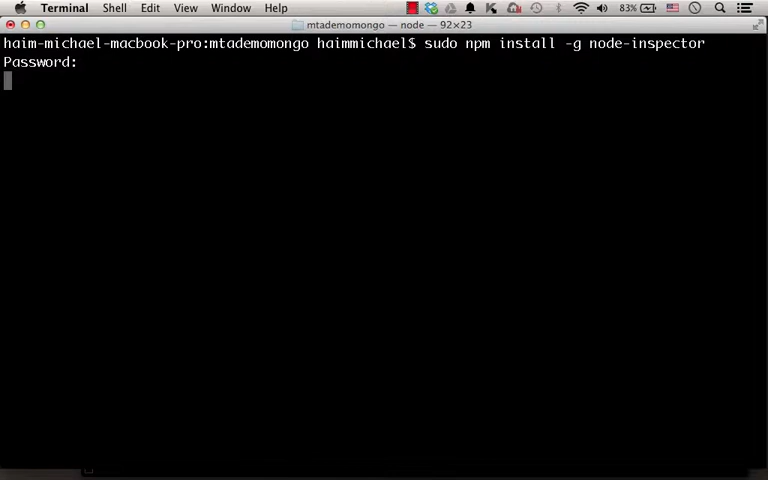 Terminal Shell Edit View Window Help 83%
mtademomongo — node — 92×23
haim-michael-macbook-pro:mtademomongo haimmichael$ sudo npm install -g node-inspector
Password: